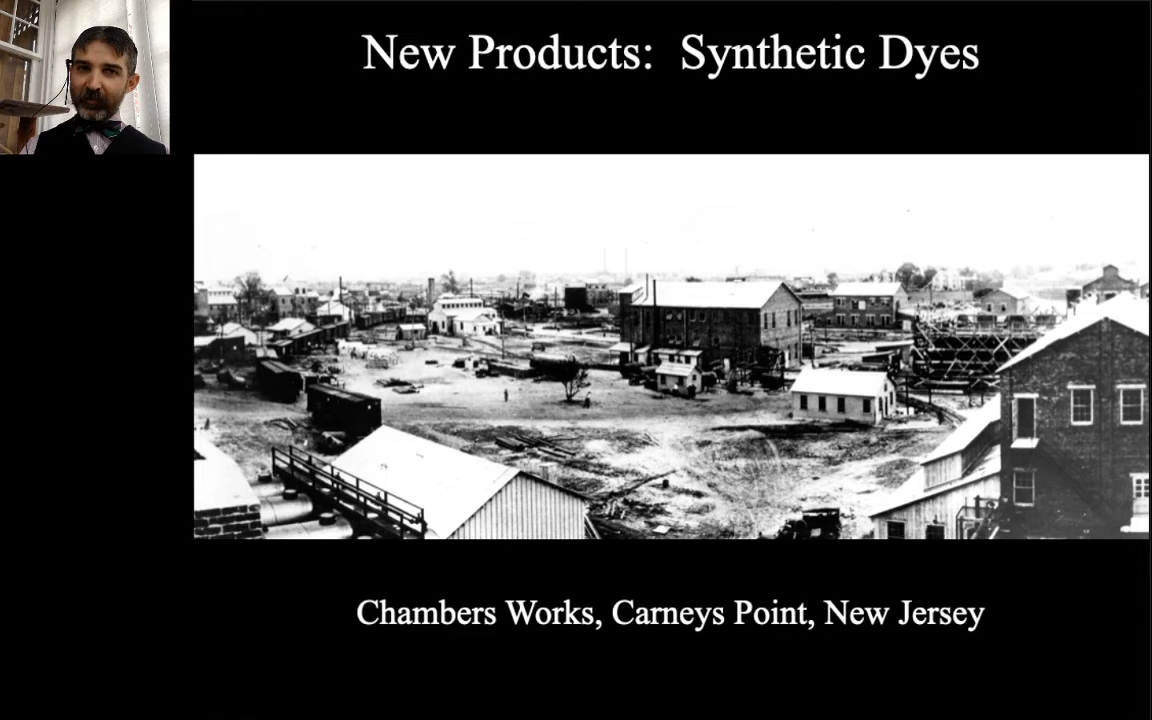 New Products:  Synthetic Dyes
Chambers Works, Carneys Point, New Jersey